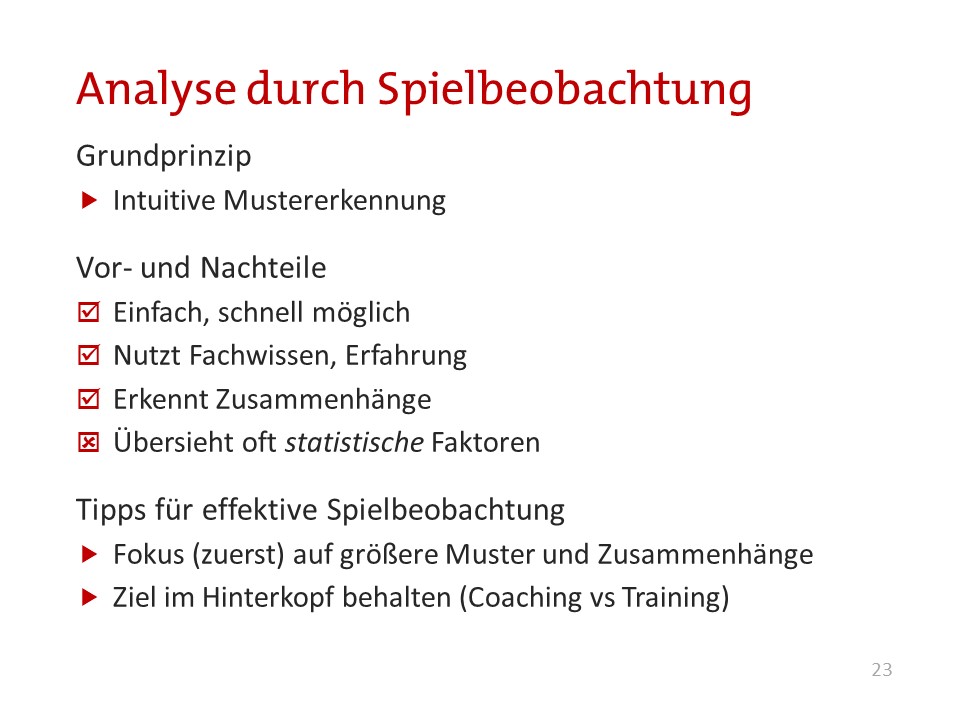 Analyse durch Spielbeobachtung
Grundprinzip
Intuitive Mustererkennung
Vor- und Nachteile
Einfach, schnell möglich
Nutzt Fachwissen, Erfahrung
Erkennt Zusammenhänge
Übersieht oft statistische Faktoren
Tipps für effektive Spielbeobachtung
Fokus (zuerst) auf größere Muster und Zusammenhänge
Ziel im Hinterkopf behalten (Coaching vs Training)
23